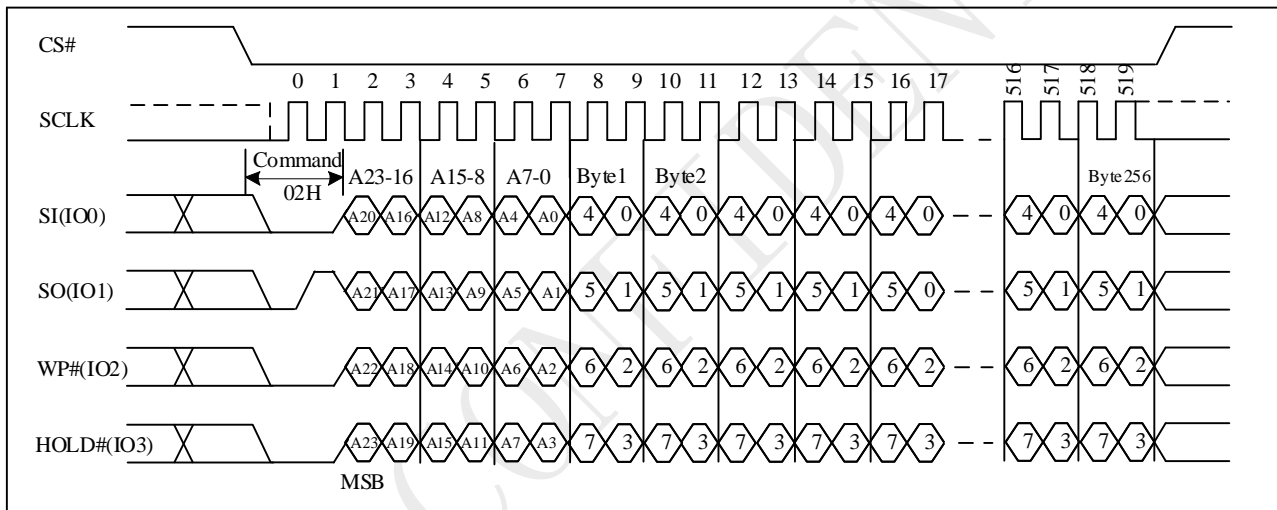 CS#
0 1 2 3 4 5 6 7 8 9 10 11 12 13 14 15 16 17 516 517 518 519
SCLK
Command
02H
A23-16 A15-8 A7-0 Byte1 Byte2 Byte256
SI(IO0) A20 A16 A12 A8 A4 A0 4 0 4 0 4 0 4 0 4 0 4 0 4 0
SO(IO1) A21 A17 A13 A9 A5 A1 5 1 5 1 5 1 5 1 5 0 5 1 5 1
WP#(IO2) A22 A18 A14 A10 A6 A2 6 2 6 2 6 2 6 2 6 2 6 2 6 2
HOLD#(IO3) A23 A19 A15 A11 A7 A3 7 3 7 3 7 3 7 3 7 3 7 3 7 3
MSB
CONFIDEN